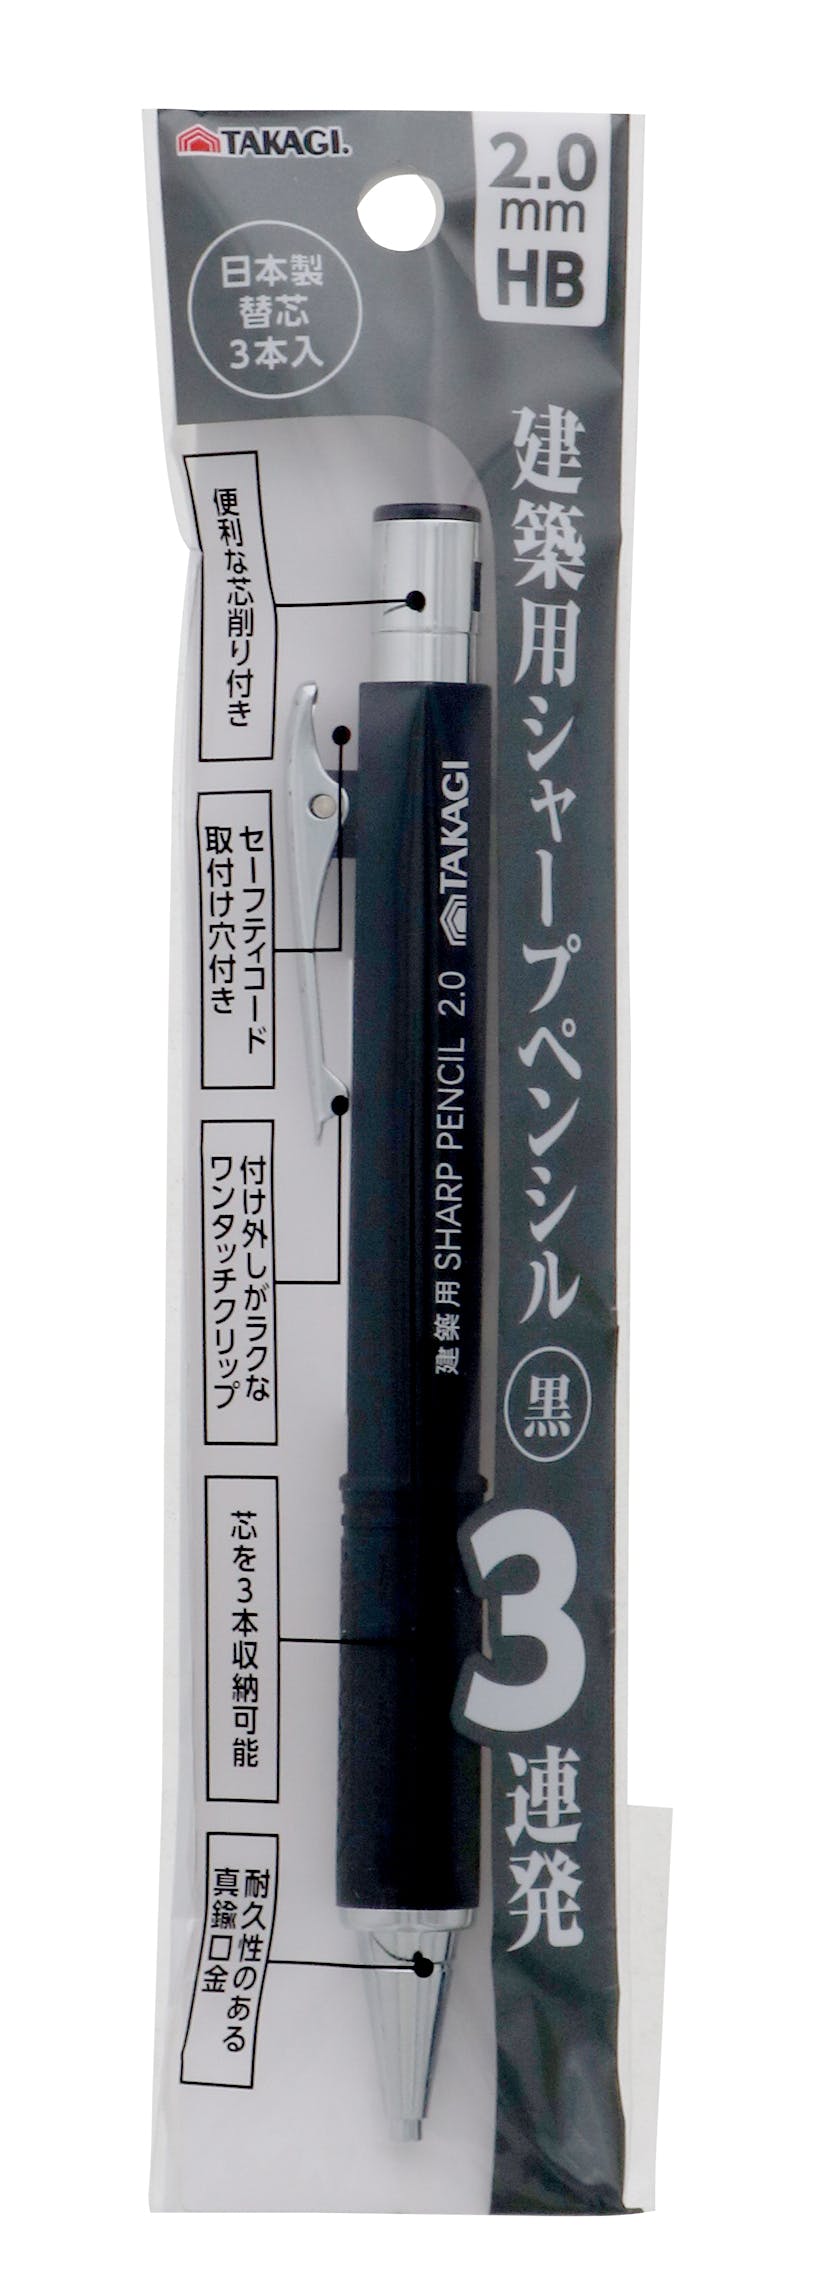 TAKAGI.
2.0
mm
HB
日本製
替芯
3本入
建築用シャープペンシル 黒
3連発
便利な芯削り付き
セーフティコード
取付け穴付き
付け外しがラクな
ワンタッチクリップ
芯を3本収納可能
耐久性のある
真鍮口金
建築用 SHARP PENCIL 2.0 TAKAGI